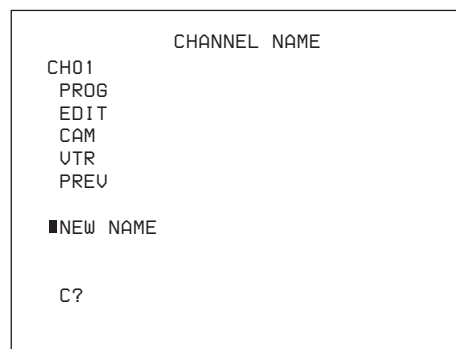 CHANNEL NAME
CH01
PROG
EDIT
CAM
VTR
PREV
NEW NAME
C?